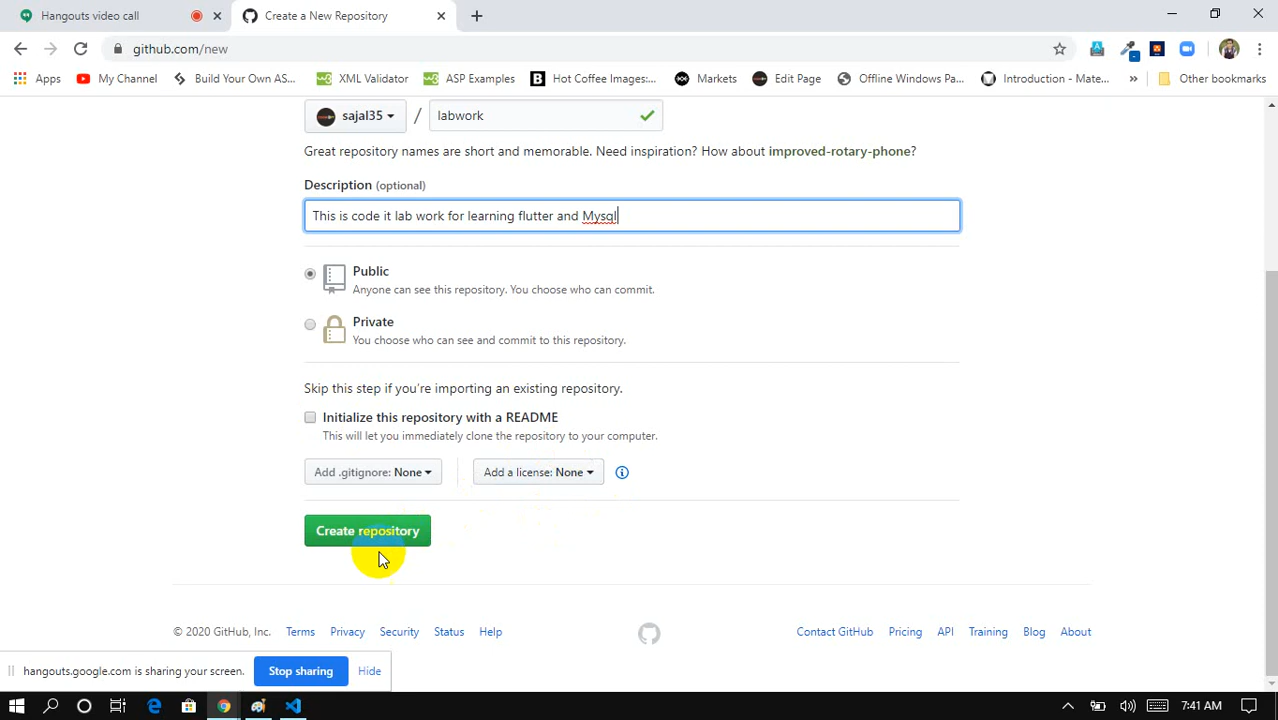 Hangouts video call
Create a New Repository
github.com/new
Apps My Channel Build Your Own AS... XML Validator ASP Examples Hot Coffee Images:... Markets Edit Page Offline Windows Pa... Introduction - Mate... » Other bookmarks
sajal35 / labwork
Great repository names are short and memorable. Need inspiration? How about improved-rotary-phone?
Description (optional)
This is code it lab work for learning flutter and Mysql
Public
Anyone can see this repository. You choose who can commit.
Private
You choose who can see and commit to this repository.
Skip this step if you're importing an existing repository.
Initialize this repository with a README
This will let you immediately clone the repository to your computer.
Add .gitignore: None Add a license: None
Create repository
© 2020 GitHub, Inc. Terms Privacy Security Status Help Contact GitHub Pricing API Training Blog About
hangouts.google.com is sharing your screen. Stop sharing Hide
7:41 AM